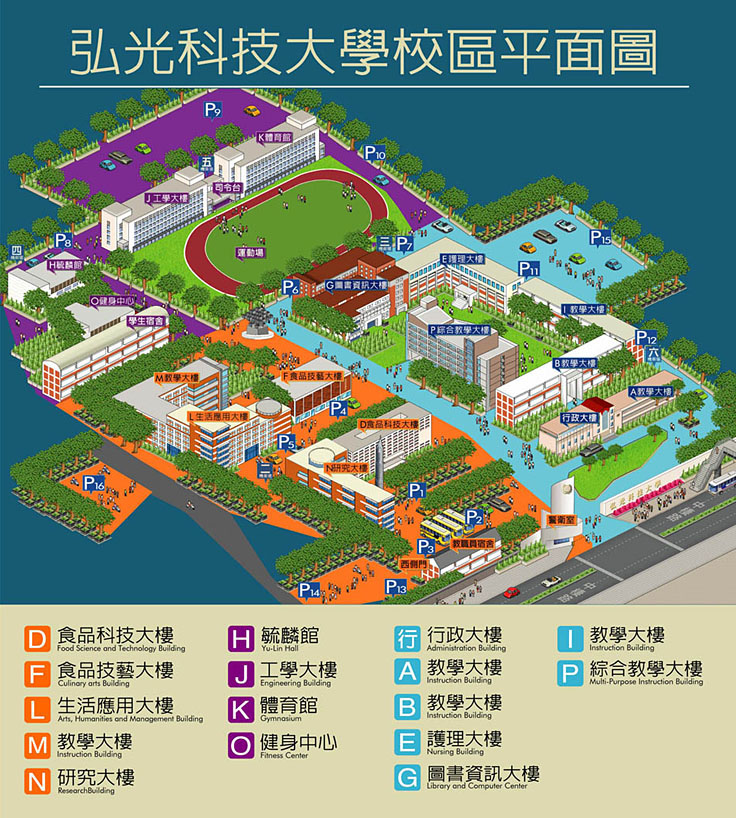 弘光科技大學校區平面圖
P9
K體育館
P10
五
J工學大樓
司令台
四
P8
運動場
三
P7
P15
H毓麟館
E護理大樓
P11
P6
G圖書資訊大樓
O健身中心
I 教學大樓
學生宿舍
P綜合教學大樓
P12
六
B教學大樓
M教學大樓
F食品技藝大樓
A教學大樓
P4
L生活應用大樓
D食品科技大樓
行政大樓
P5
二
N研究大樓
P16
P1
弘光科技大學
P2
警衛室
P3
教職員宿舍
西側門
P14
P13
D 食品科技大樓
Food Science and Technology Building
F 食品技藝大樓
Culinary arts Building
L 生活應用大樓
Arts, Humanities and Management Building
M 教學大樓
Instruction Building
N 研究大樓
ResearchBuilding
H 毓麟館
Yu-Lin Hall
J 工學大樓
Engineering Building
K 體育館
Gymnasium
O 健身中心
Fitness Center
行 行政大樓
Administration Building
A 教學大樓
Instruction Building
B 教學大樓
Instruction Building
E 護理大樓
Nursing Building
G 圖書資訊大樓
Library and Computer Center
I 教學大樓
Instruction Building
P 綜合教學大樓
Multi-Purpose Instruction Building